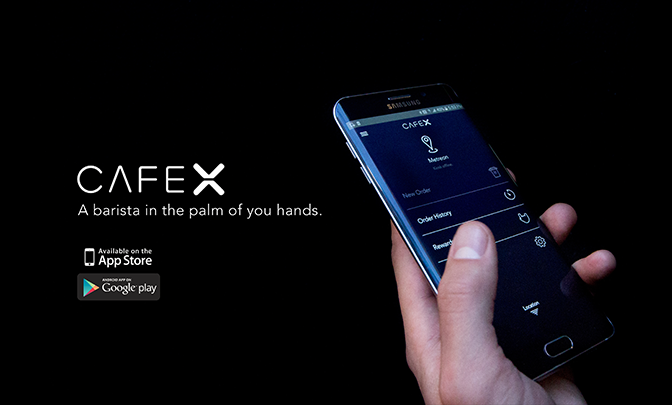 CAFE X
A barista in the palm of you hands.
Available on the
App Store
ANDROID APP ON
Google play
SAMSUNG
CAFE X
Metreon
New Order
Order History
Rewards
Location